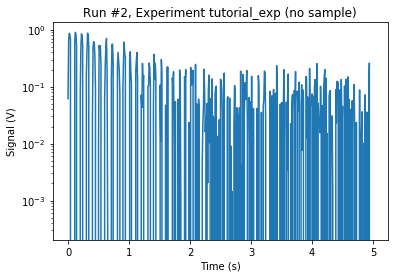 Run #2, Experiment tutorial_exp (no sample)
Signal (V)
10⁰
10⁻¹
10⁻²
10⁻³
0 1 2 3 4 5
Time (s)